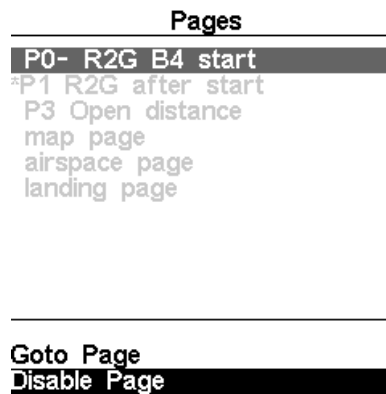 Pages
P0- R2G B4 start
*P1 R2G after start
P3 Open distance
map page
airspace page
landing page
Goto Page
Disable Page